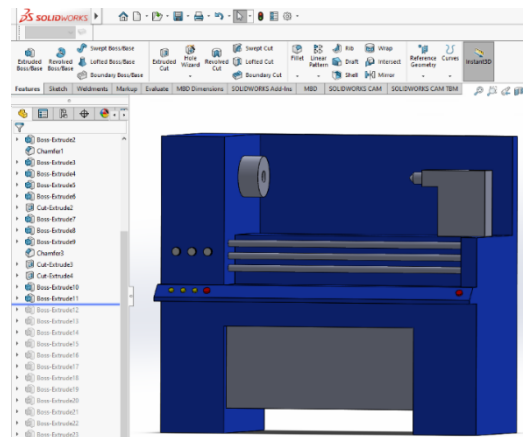 SOLIDWORKS
Extruded Boss/Base
Revolved Boss/Base
Swept Boss/Base
Lofted Boss/Base
Boundary Boss/Base
Extruded Cut
Hole Wizard
Revolved Cut
Swept Cut
Lofted Cut
Boundary Cut
Fillet
Linear Pattern
Rib
Draft
Shell
Wrap
Intersect
Mirror
Reference Geometry
Curves
Instant3D
Features Sketch Weldments Markup Evaluate MBD Dimensions SOLIDWORKS Add-Ins MBD SOLIDWORKS CAM SOLIDWORKS CAM TBM
Boss-Extrude2
Chamfer1
Boss-Extrude3
Boss-Extrude4
Boss-Extrude5
Boss-Extrude6
Cut-Extrude2
Boss-Extrude7
Boss-Extrude8
Boss-Extrude9
Chamfer3
Cut-Extrude3
Cut-Extrude4
Boss-Extrude10
Boss-Extrude11
Boss-Extrude12
Boss-Extrude13
Boss-Extrude14
Boss-Extrude15
Boss-Extrude16
Boss-Extrude17
Boss-Extrude18
Boss-Extrude19
Boss-Extrude20
Boss-Extrude21
Boss-Extrude22
Boss-Extrude23